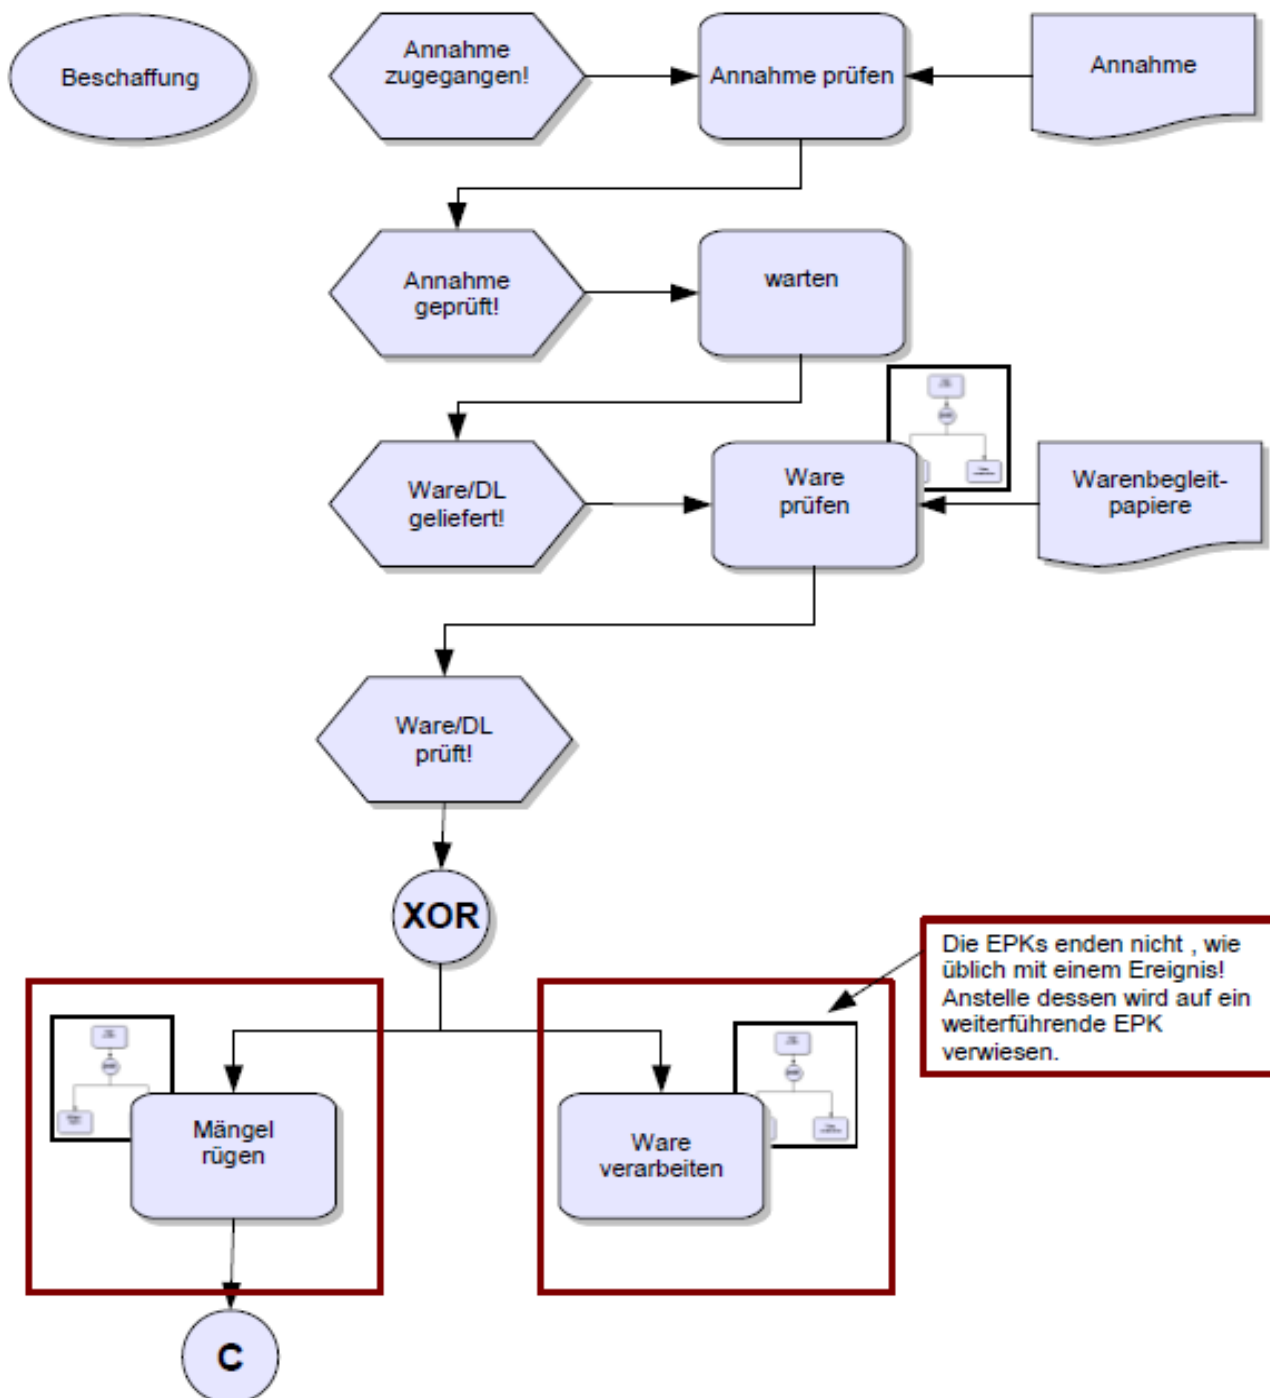 Beschaffung
Annahme
zugegangen!
Annahme prüfen
Annahme
Annahme
geprüft!
warten
Ware/DL
geliefert!
Ware
prüfen
Warenbegleit-
papiere
Ware/DL
prüft!
XOR
Die EPKs enden nicht , wie
üblich mit einem Ereignis!
Anstelle dessen wird auf ein
weiterführende EPK
verwiesen.
Mängel
rügen
Ware
verarbeiten
C